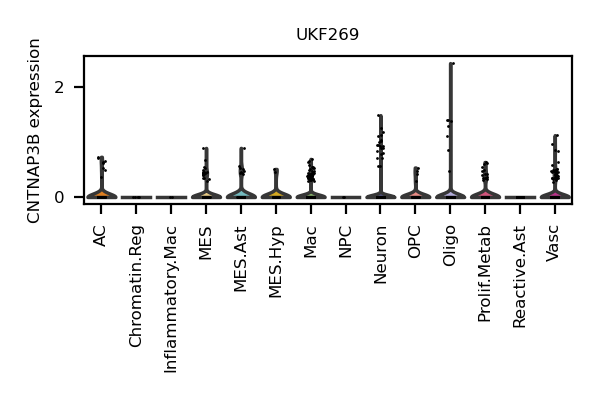 UKF269
CNTNAP3B expression
2
0
AC
Chromatin.Reg
Inflammatory.Mac
MES
MES.Ast
MES.Hyp
Mac
NPC
Neuron
OPC
Oligo
Prolif.Metab
Reactive.Ast
Vasc